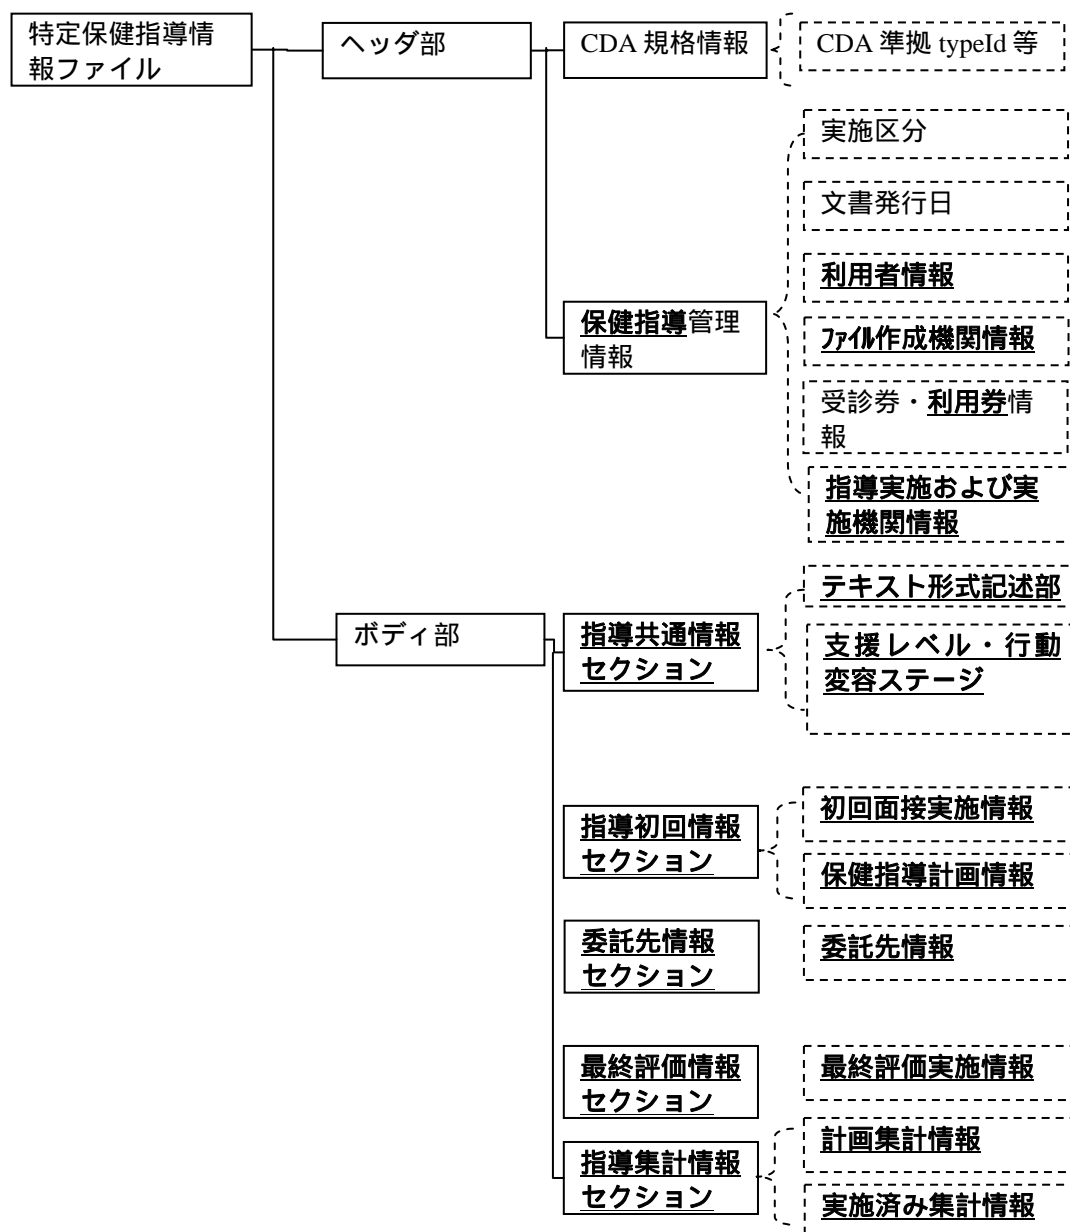 特定保健指導情
報ファイル
ヘッダ部
CDA 規格情報
CDA 準拠 typeId 等
実施区分
文書発行日
利用者情報
保健指導管理
情報
ﾌｧｲﾙ作成機関情報
受診券・利用券情
報
指導実施および実
施機関情報
ボディ部
指導共通情報
セクション
テキスト形式記述部
支援レベル・行動
変容ステージ
指導初回情報
セクション
初回面接実施情報
保健指導計画情報
委託先情報
セクション
委託先情報
最終評価情報
セクション
最終評価実施情報
指導集計情報
セクション
計画集計情報
実施済み集計情報